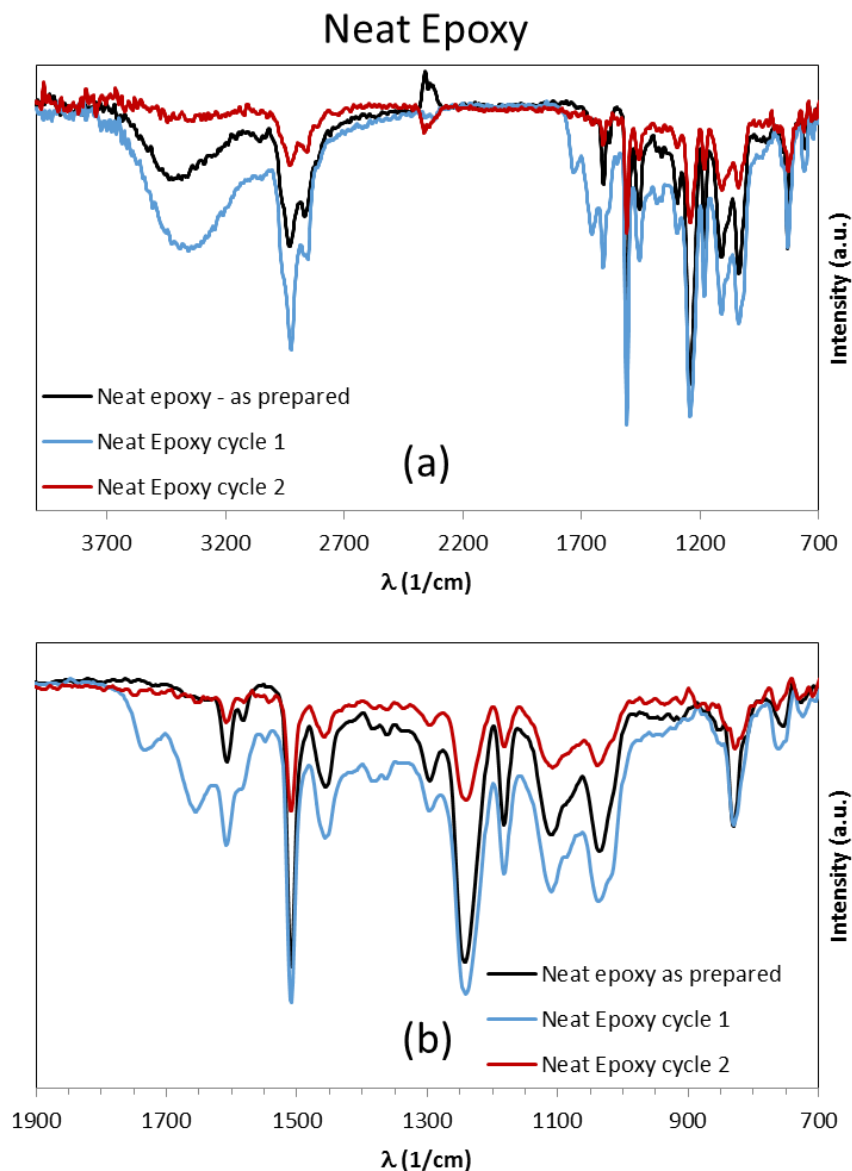 Neat Epoxy
Intensity (a.u.)
Neat epoxy - as prepared
Neat Epoxy cycle 1
Neat Epoxy cycle 2
(a)
3700 3200 2700 2200 1700 1200 700
λ (1/cm)
Intensity (a.u.)
Neat epoxy as prepared
Neat Epoxy cycle 1
Neat Epoxy cycle 2
(b)
1900 1700 1500 1300 1100 900 700
λ (1/cm)